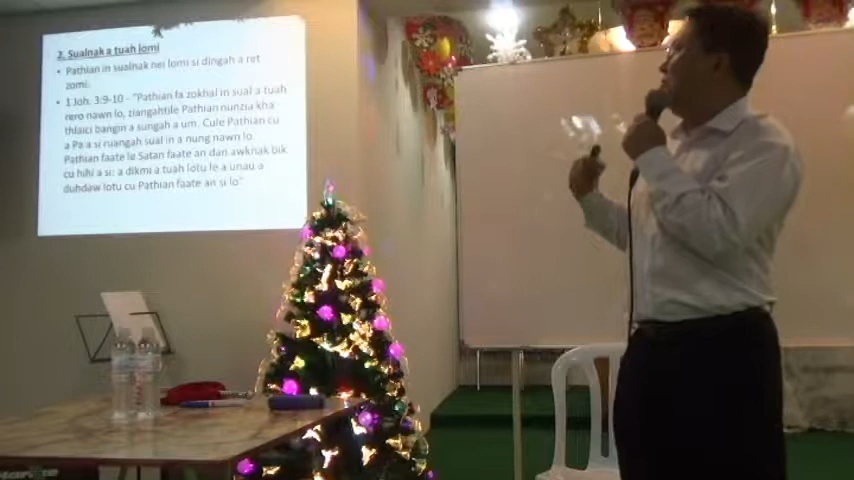 2. Sualnak a tuah lomi
• Pathian in sualnak nei lomi si dingah a ret
zomi.
• 1 Joh. 3:9-10 - "Pathian fa zokhal in sual a tuah
rero nawn lo, ziangahtile Pathian nunzia kha
thlaici bangin a sungah a um. Cule Pathian cu
a Pa a si ruangah sual in a nung nawn lo.
Pathian faate le Satan faate an dan awknak bik
cu hihi a si: a dikmi a tuah lotu le a unau a
duhdaw lotu cu Pathian faate an si lo"